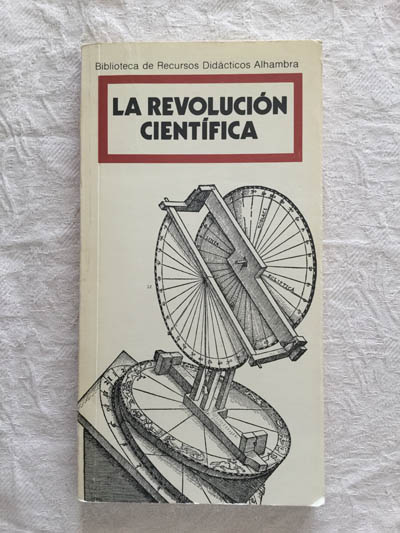 Biblioteca de Recursos Didácticos Alhambra
LA REVOLUCIÓN
CIENTÍFICA